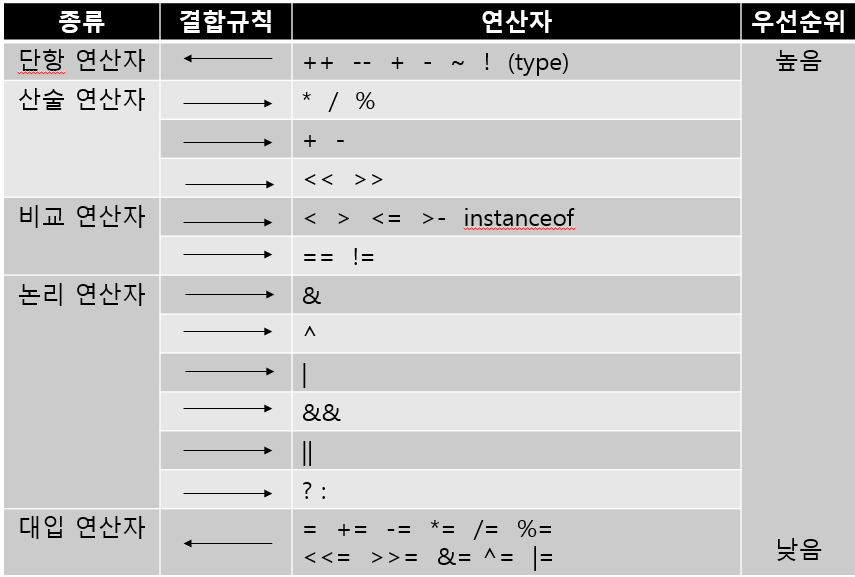 종류 결합규칙 연산자 우선순위
단항 연산자 ++ -- + - ~ ! (type) 높음
산술 연산자 * / %
+ -
<< >>
비교 연산자 < > <= >- instanceof
== !=
논리 연산자 &
^
|
&&
||
? :
대입 연산자 = += -= *= /= %=
<<= >>= &= ^= |= 낮음